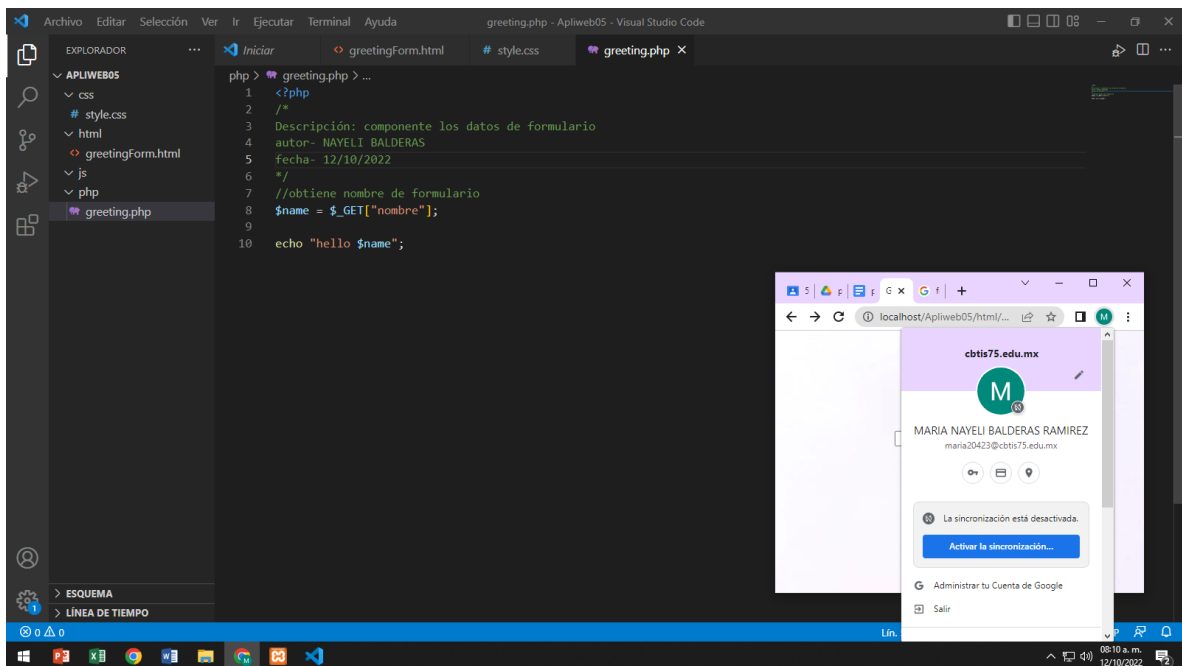 Archivo Editar Selección Ver Ir Ejecutar Terminal Ayuda greeting.php - Apliweb05 - Visual Studio Code
EXPLORADOR
Iniciar greetingForm.html # style.css greeting.php
APLIWEB05
css
# style.css
html
greetingForm.html
js
php
greeting.php
php > greeting.php > ...
1 <?php
2 /*
3 Descripción: componente los datos de formulario
4 autor- NAYELI BALDERAS
5 fecha- 12/10/2022
6 */
7 //obtiene nombre de formulario
8 $name = $_GET["nombre"];
9
10 echo "hello $name";
localhost/Apliweb05/html/...
M
cbtis75.edu.mx
M
MARIA NAYELI BALDERAS RAMIREZ
maria20423@cbtis75.edu.mx
La sincronización está desactivada.
Activar la sincronización...
Administrar tu Cuenta de Google
Salir
ESQUEMA
LÍNEA DE TIEMPO
1
0 0
Lín.
08:10 a. m.
12/10/2022
2